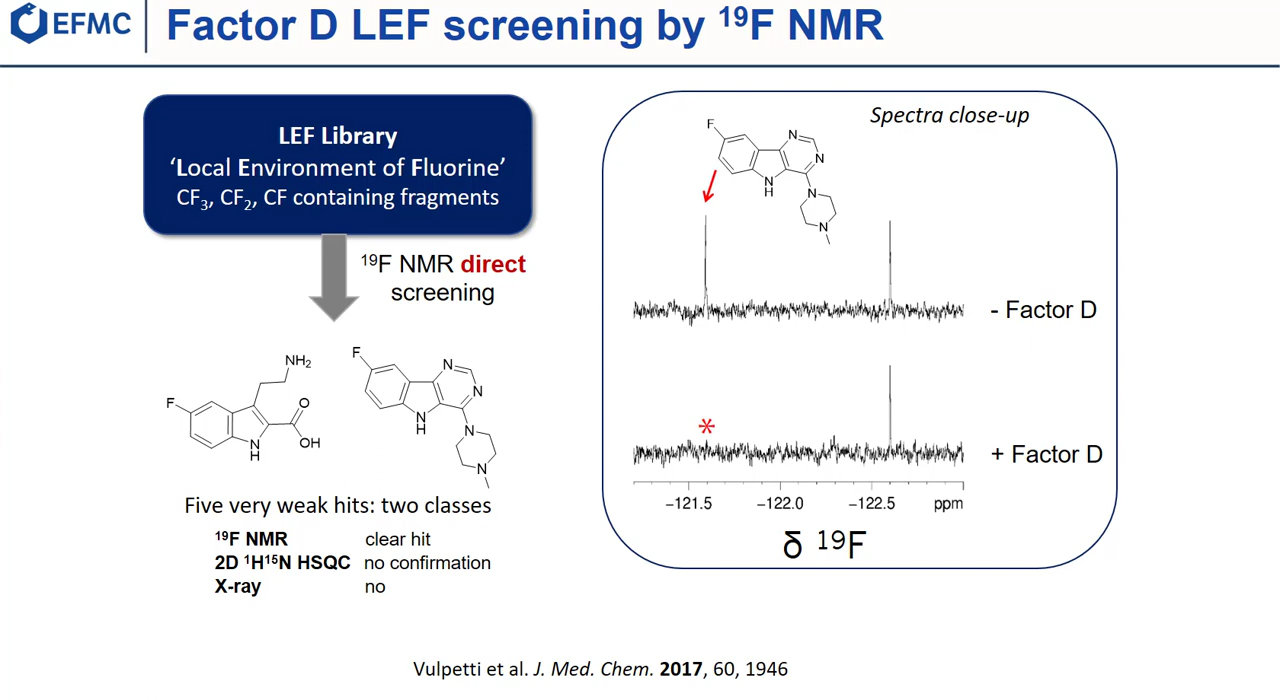 EFMC
Factor D LEF screening by ¹⁹F NMR
LEF Library
‘Local Environment of Fluorine’
CF₃, CF₂, CF containing fragments
¹⁹F NMR direct
screening
NH₂
F
O
OH
N
H
F
N
N
N
H
N
N
Five very weak hits: two classes
¹⁹F NMR clear hit
2D ¹H¹⁵N HSQC no confirmation
X-ray no
Spectra close-up
F
N
N
N
H
N
N
- Factor D
*
+ Factor D
−121.5 −122.0 −122.5 ppm
δ ¹⁹F
Vulpetti et al. J. Med. Chem. 2017, 60, 1946